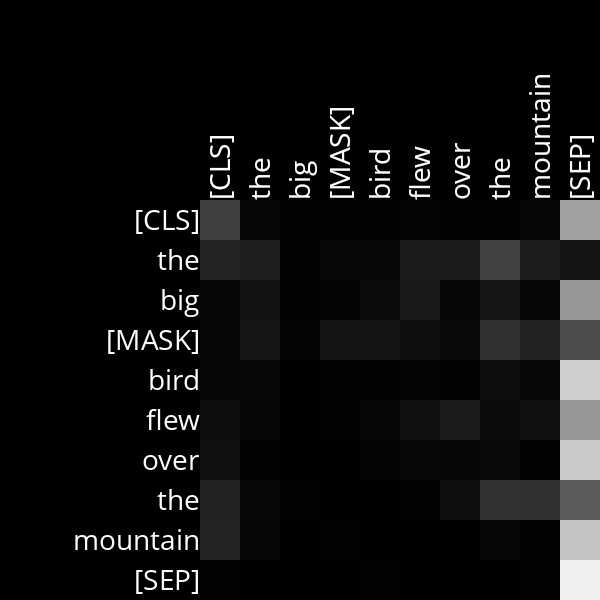 [CLS] the big [MASK] bird flew over the mountain [SEP]
[CLS]
the
big
[MASK]
bird
flew
over
the
mountain
[SEP]